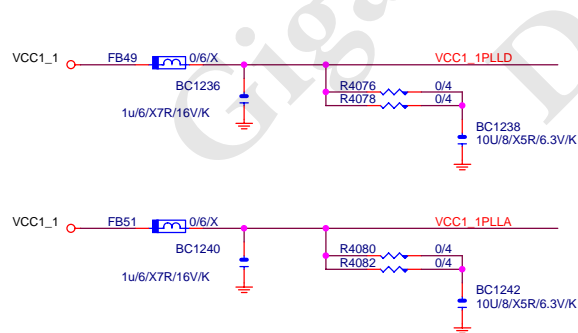 VCC1_1 FB49 0/6/X VCC1_1PLLD
BC1236
1u/6/X7R/16V/K
R4076 0/4
R4078 0/4
BC1238
10U/8/X5R/6.3V/K
VCC1_1 FB51 0/6/X VCC1_1PLLA
BC1240
1u/6/X7R/16V/K
R4080 0/4
R4082 0/4
BC1242
10U/8/X5R/6.3V/K
Giga
D